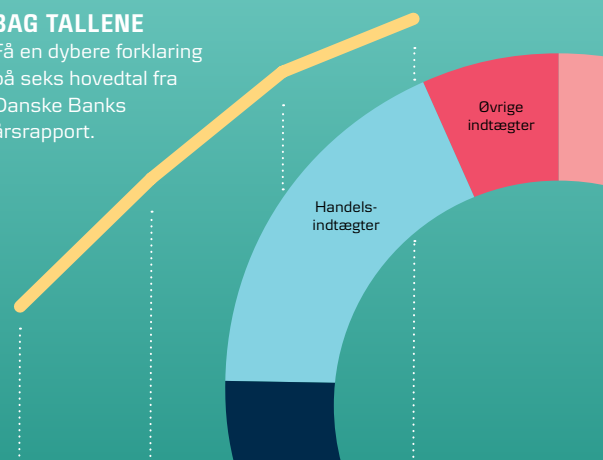 BAG TALLENE
Få en dybere forklaring
på seks hovedtal fra
Danske Banks
årsrapport.
Øvrige
indtægter
Handels-
indtægter